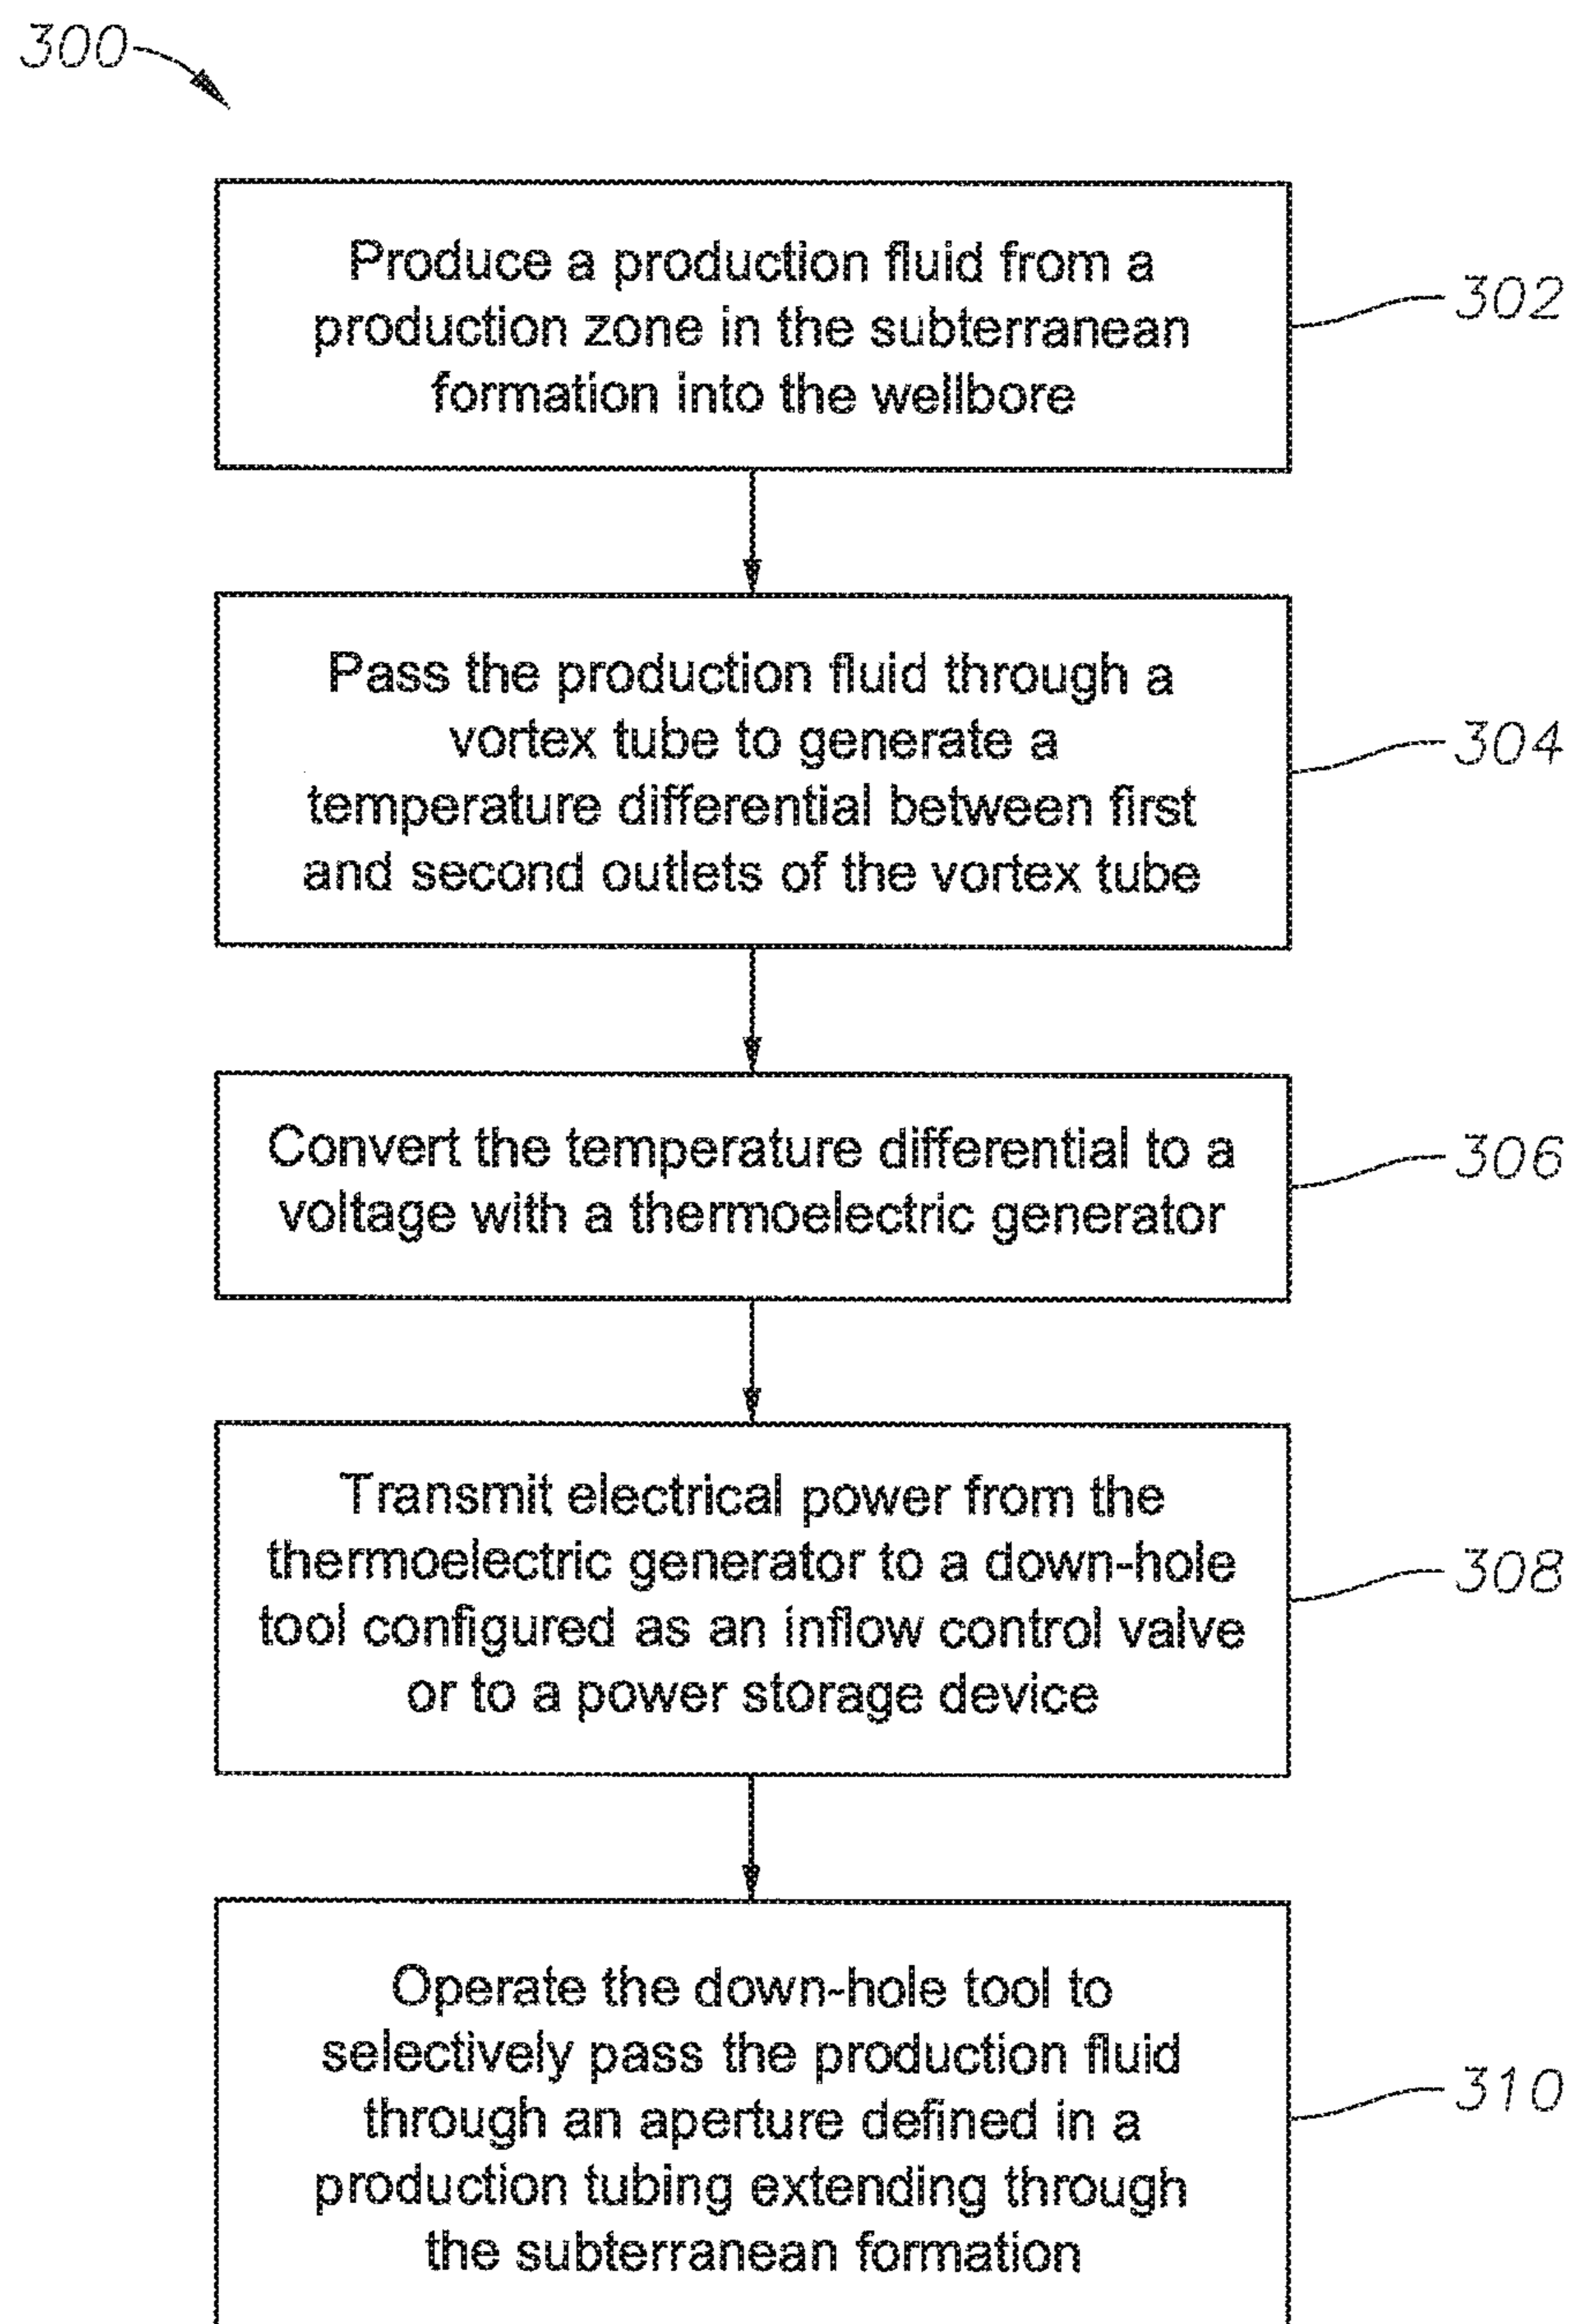 300
Produce a production fluid from a
production zone in the subterranean
formation into the wellbore
302
Pass the production fluid through a
vortex tube to generate a
temperature differential between first
and second outlets of the vortex tube
304
Convert the temperature differential to a
voltage with a thermoelectric generator
306
Transmit electrical power from the
thermoelectric generator to a down-hole
tool configured as an inflow control valve
or to a power storage device
308
Operate the down-hole tool to
selectively pass the production fluid
through an aperture defined in a
production tubing extending through
the subterranean formation
310